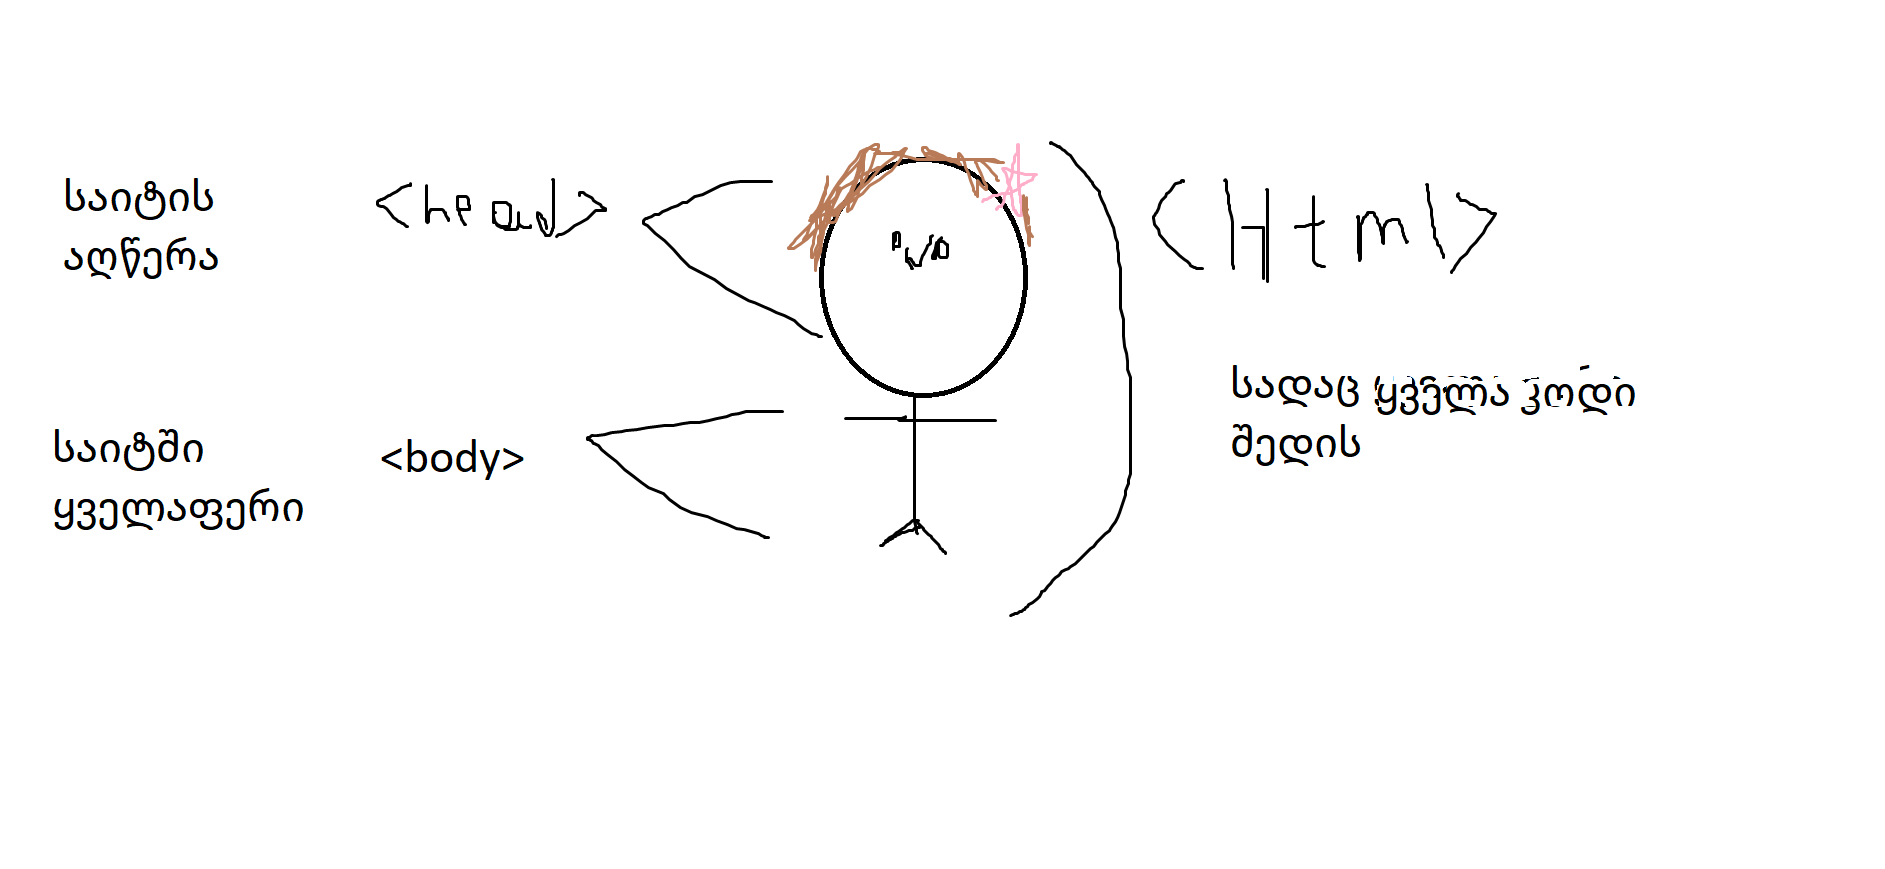 საიტის
აღწერა
<head>
<Html>
სადაც ყველა კოდი
შედის
საიტში
ყველაფერი
<body>